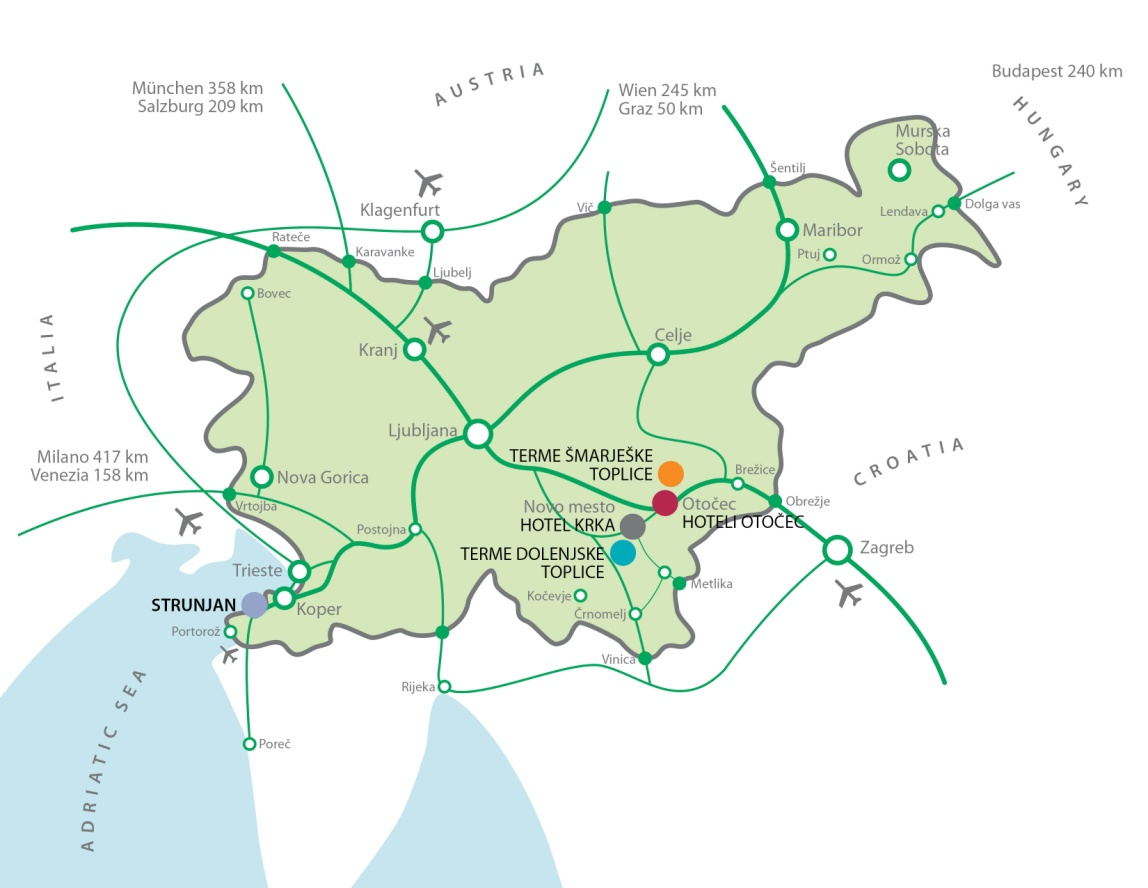 AUSTRIA
Budapest 240 km
München 358 km
Salzburg 209 km
Wien 245 km
Graz 50 km
HUNGARY
Murska
Sobota
Šentilj
Klagenfurt
Vič
Lendava
Dolga vas
Maribor
Rateče
Karavanke
Ptuj
Ormož
Ljubelj
Bovec
ITALIA
Kranj
Celje
Ljubljana
CROATIA
Milano 417 km
Venezia 158 km
TERME ŠMARJEŠKE
TOPLICE
Brežice
Nova Gorica
Vrtojba
Novo mesto
HOTEL KRKA
Otočec
HOTELI OTOČEC
Obrežje
Postojna
TERME DOLENJSKE
TOPLICE
Zagreb
Trieste
Metlika
STRUNJAN
Koper
Kočevje
Črnomelj
Portorož
Vinica
Rijeka
Poreč
ADRIATIC SEA